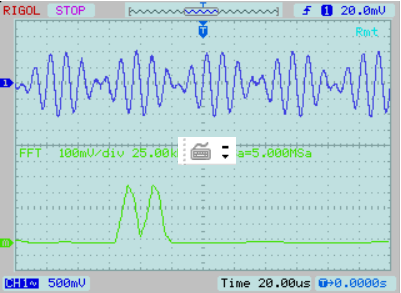 RIGOL STOP T 1 20.0mV
T
Rmt
1
FFT 100mV/div 25.00k a=5.000MSa
m
CH1~ 500mV Time 20.00us T→0.0000s